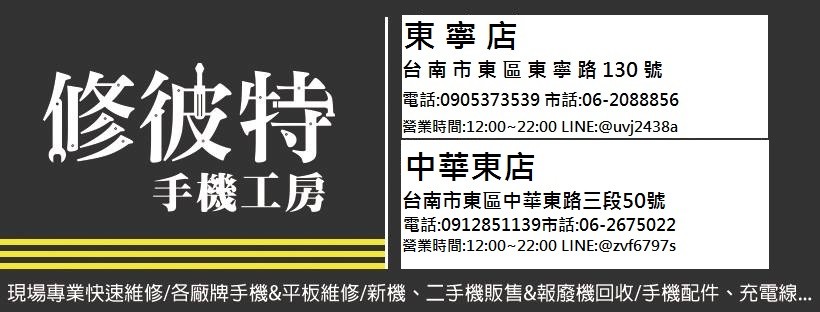 修彼特
手機工房
東寧店
台南市東區東寧路130號
電話:0905373539 市話:06-2088856
營業時間:12:00~22:00 LINE:@uvj2438a
中華東店
台南市東區中華東路三段50號
電話:0912851139市話:06-2675022
營業時間:12:00~22:00 LINE:@zvf6797s
現場專業快速維修/各廠牌手機&平板維修/新機、二手機販售&報廢機回收/手機配件、充電線...